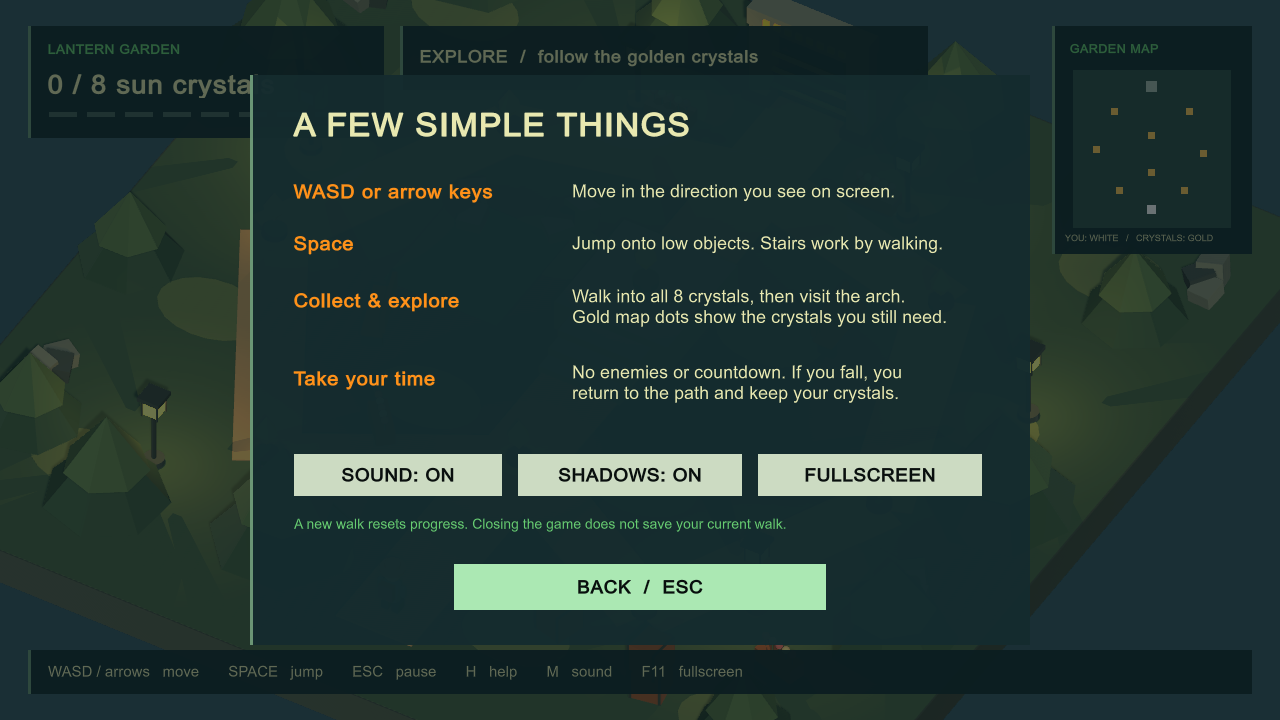 LANTERN GARDEN
0 / 8 sun crystals
EXPLORE / follow the golden crystals
GARDEN MAP
YOU: WHITE / CRYSTALS: GOLD
A FEW SIMPLE THINGS
WASD or arrow keys
Move in the direction you see on screen.
Space
Jump onto low objects. Stairs work by walking.
Collect & explore
Walk into all 8 crystals, then visit the arch.
Gold map dots show the crystals you still need.
Take your time
No enemies or countdown. If you fall, you
return to the path and keep your crystals.
SOUND: ON
SHADOWS: ON
FULLSCREEN
A new walk resets progress. Closing the game does not save your current walk.
BACK / ESC
WASD / arrows move SPACE jump ESC pause H help M sound F11 fullscreen